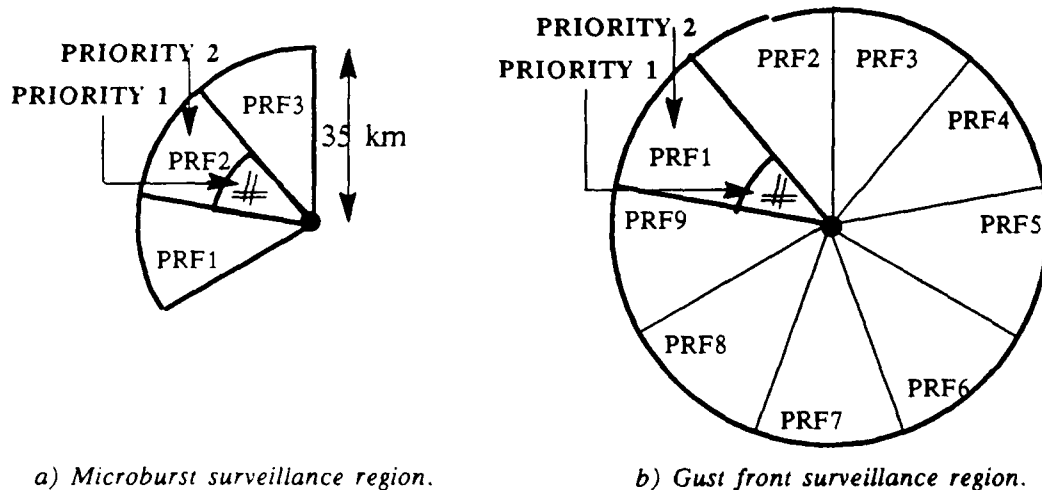 PRIORITY 2
PRIORITY 1
PRF3
35 km
PRF2
PRF1
a) Microburst surveillance region.
PRIORITY 2
PRIORITY 1
PRF2
PRF3
PRF4
PRF1
PRF9
PRF5
PRF8
PRF6
PRF7
b) Gust front surveillance region.